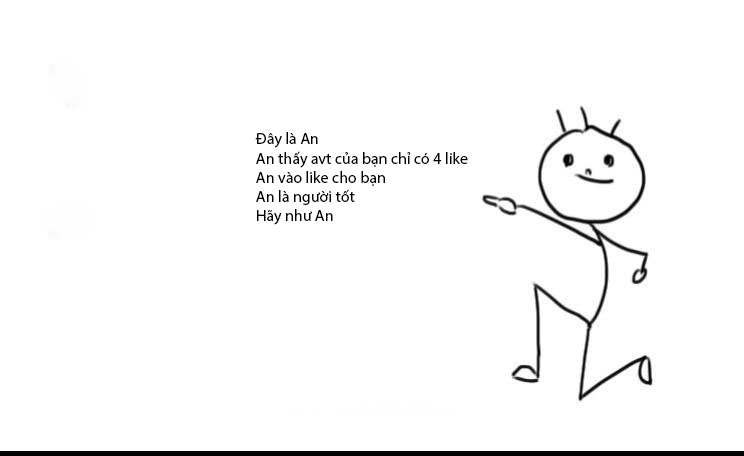 Đây là An
An thấy avt của bạn chỉ có 4 like
An vào like cho bạn
An là người tốt
Hãy như An